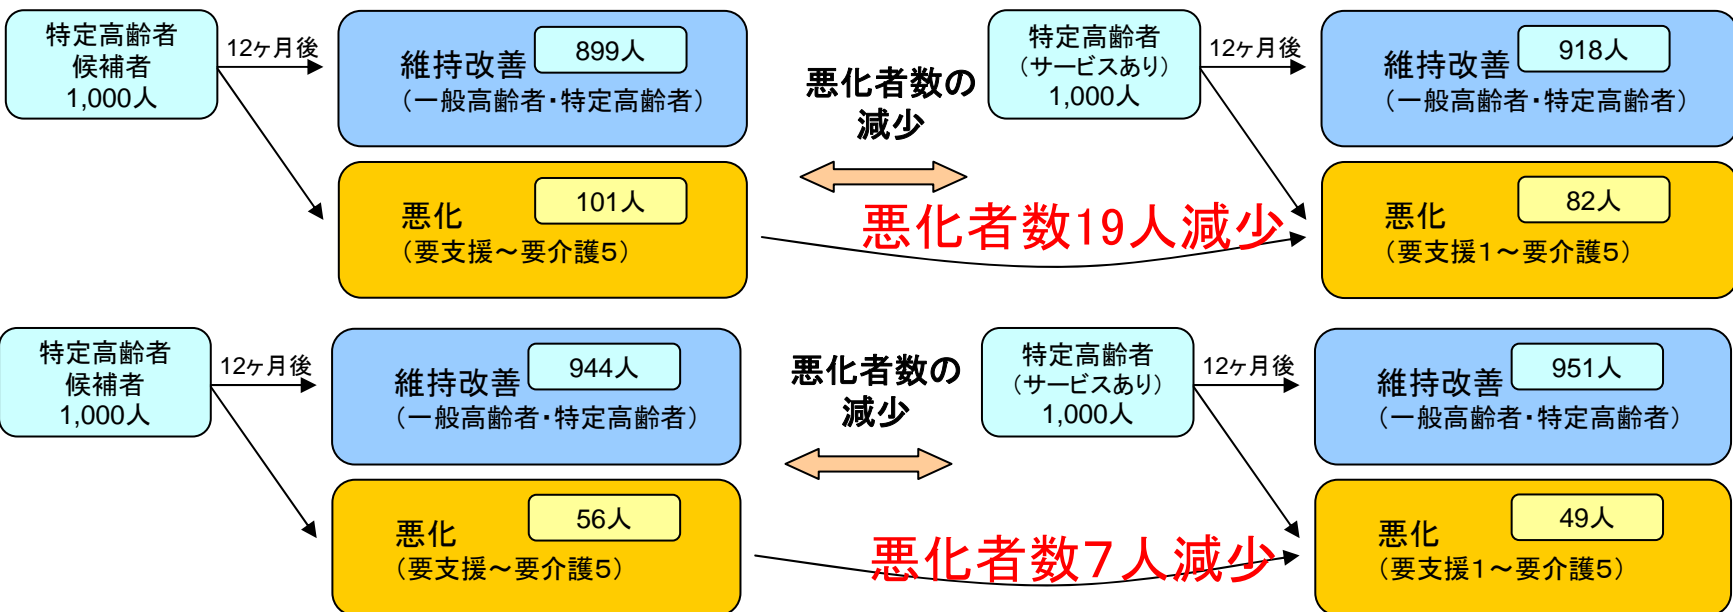 特定高齢者
候補者
1,000人
12ヶ月後
維持改善
899人
（一般高齢者・特定高齢者）
悪化
101人
（要支援～要介護5）
悪化者数の
減少
悪化者数19人減少
特定高齢者
（サービスあり）
1,000人
12ヶ月後
維持改善
918人
（一般高齢者・特定高齢者）
悪化
82人
（要支援1～要介護5）
特定高齢者
候補者
1,000人
12ヶ月後
維持改善
944人
（一般高齢者・特定高齢者）
悪化
56人
（要支援～要介護5）
悪化者数の
減少
悪化者数7人減少
特定高齢者
（サービスあり）
1,000人
12ヶ月後
維持改善
951人
（一般高齢者・特定高齢者）
悪化
49人
（要支援1～要介護5）